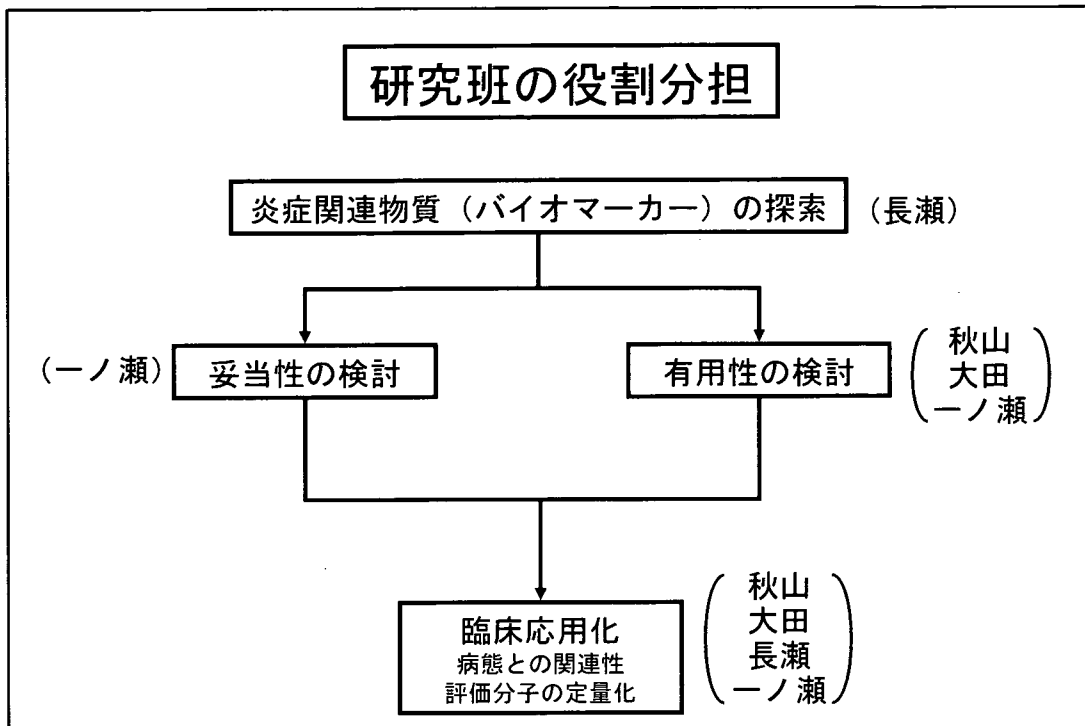 研究班の役割分担
炎症関連物質（バイオマーカー）の探索 （長瀬）
（一ノ瀬） 妥当性の検討
有用性の検討
秋山
大田
一ノ瀬
臨床応用化
病態との関連性
評価分子の定量化
秋山
大田
長瀬
一ノ瀬